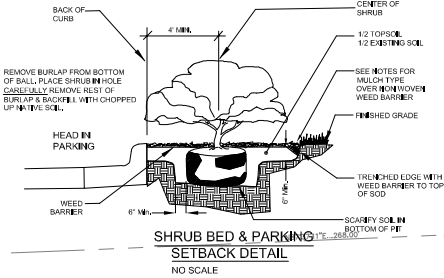 BACK OF
CURB
CENTER OF
SHRUB
4' MIN.
1/2 TOPSOIL
1/2 EXISTING SOIL
REMOVE BURLAP FROM BOTTOM
OF BALL. PLACE SHRUB IN HOLE
CAREFULLY REMOVE REST OF
BURLAP & BACKFILL WITH CHOPPED
UP NATIVE SOIL.
SEE NOTES FOR
MULCH TYPE
OVER NON WOVEN
WEED BARRIER
FINISHED GRADE
HEAD IN
PARKING
TRENCHED EDGE WITH
WEED BARRIER TO TOP
OF SOD
6" Min.
WEED
BARRIER
6" Min.
SCARIFY SOIL IN
BOTTOM OF PIT
SHRUB BED & PARKING
SETBACK DETAIL
NO SCALE
268.00